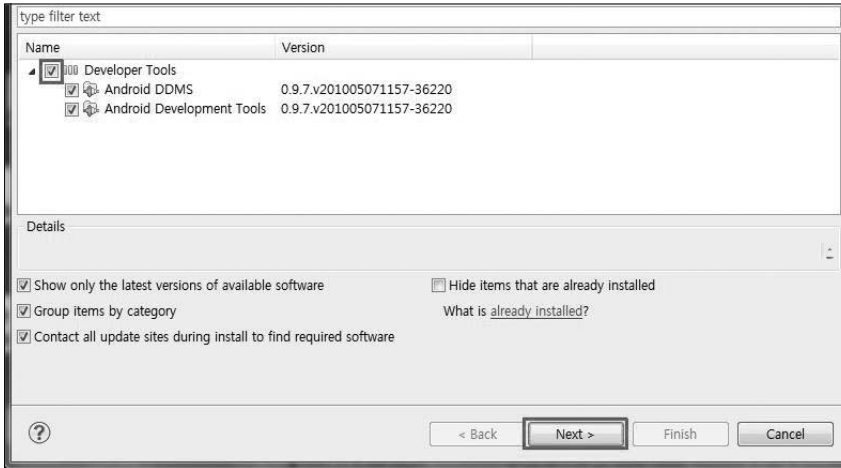 type filter text
Name Version
Developer Tools
Android DDMS 0.9.7.v201005071157-36220
Android Development Tools 0.9.7.v201005071157-36220
Details
Show only the latest versions of available software Hide items that are already installed
Group items by category What is already installed?
Contact all update sites during install to find required software
? < Back Next > Finish Cancel